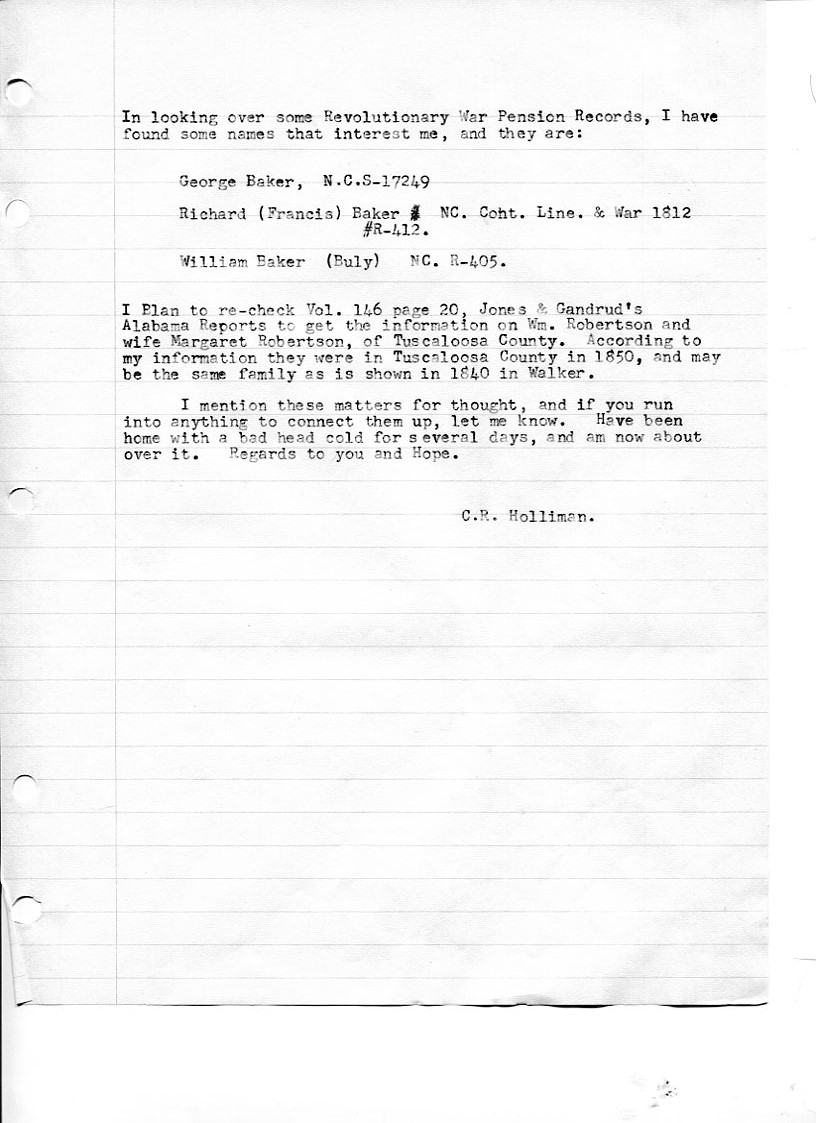 In looking over some Revolutionary War Pension Records, I have
found some names that interest me, and they are:
George Baker, N.C.S-17249
Richard (Francis) Baker # NC. Coht. Line. & War 1812
#R-412.
William Baker (Buly) NC. R-405.
I Plan to re-check Vol. 146 page 20, Jones & Gandrud's
Alabama Reports to get the information on Wm. Robertson and
wife Margaret Robertson, of Tuscaloosa County. According to
my information they were in Tuscaloosa County in 1850, and may
be the same family as is shown in 1840 in Walker.
I mention these matters for thought, and if you run
into anything to connect them up, let me know. Have been
home with a bad head cold for several days, and am now about
over it. Regards to you and Hope.
C.R. Holliman.